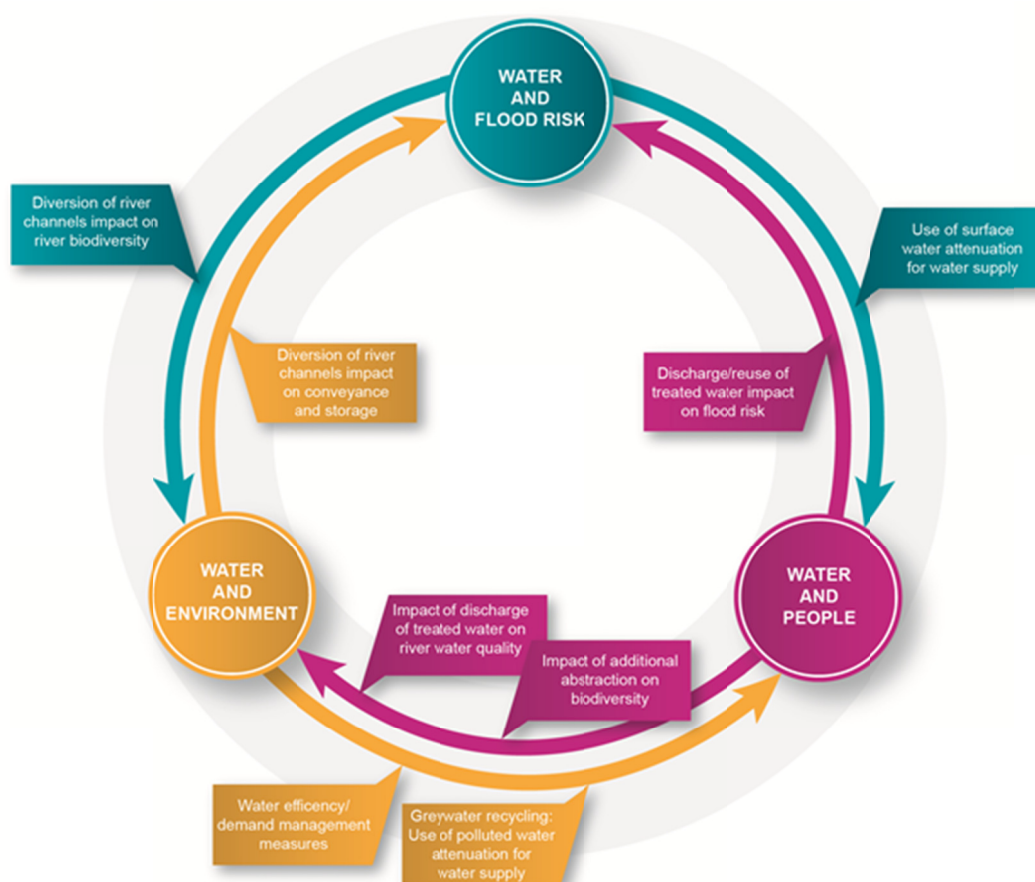 WATER
AND
FLOOD RISK
Diversion of river
channels impact on
river biodiversity
Use of surface
water attenuation
for water supply
Diversion of river
channels impact
on conveyance
and storage
Discharge/reuse of
treated water impact
on flood risk
WATER
AND
ENVIRONMENT
WATER
AND
PEOPLE
Impact of discharge
of treated water on
river water quality
Impact of additional
abstraction on
biodiversity
Water efficency/
demand management
measures
Greywater recycling:
Use of polluted water
attenuation for
water supply